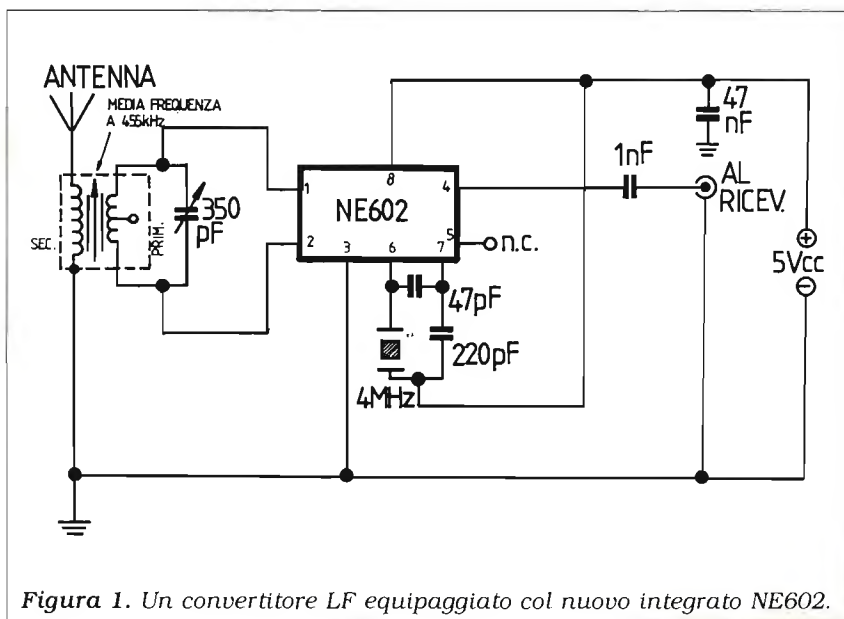 ANTENNA
MEDIA FREQUENZA
A 455kHz
SEC.
PRIM.
350
pF
1
2
3
4
5
6
7
8
NE602
n.c.
47pF
220pF
4MHz
1nF
47
nF
AL
RICEV.
5Vcc
Figura 1. Un convertitore LF equipaggiato col nuovo integrato NE602.